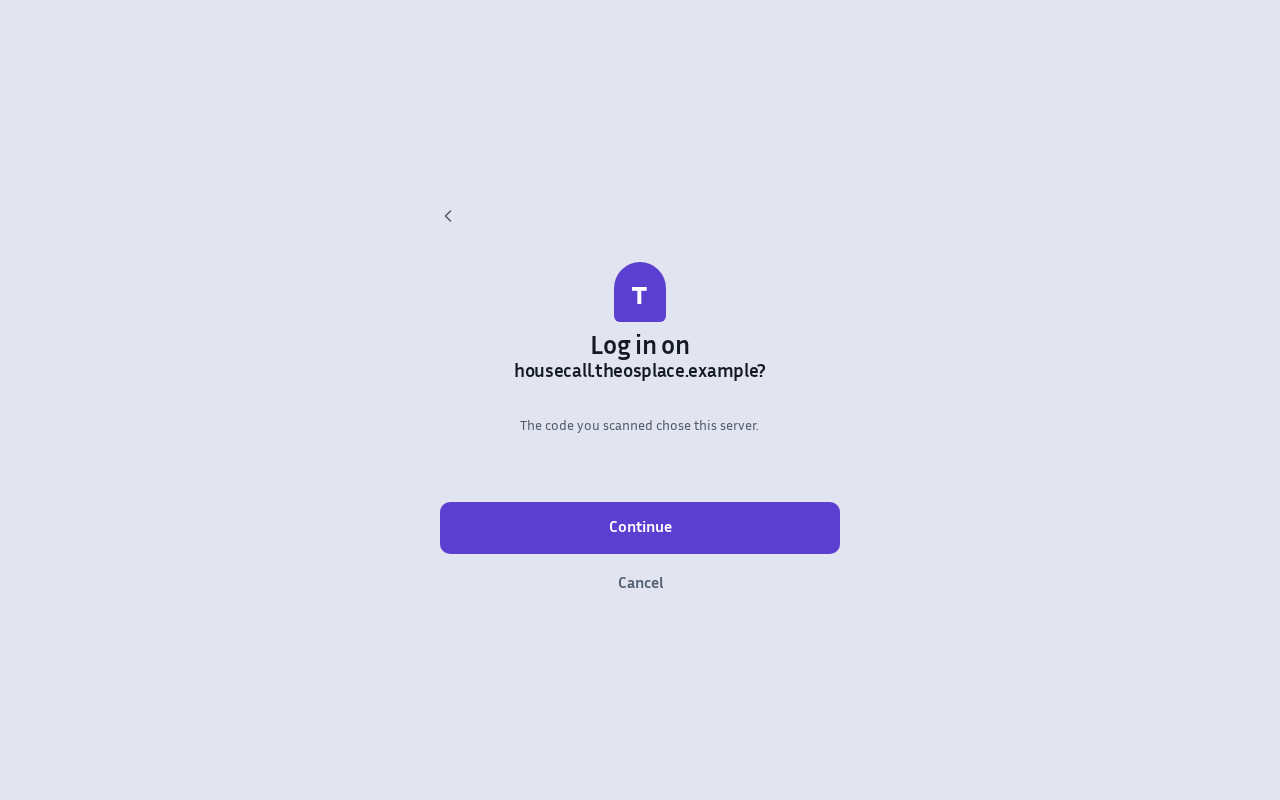 T
Log in on
housecall.theosplace.example?
The code you scanned chose this server.
Continue
Cancel